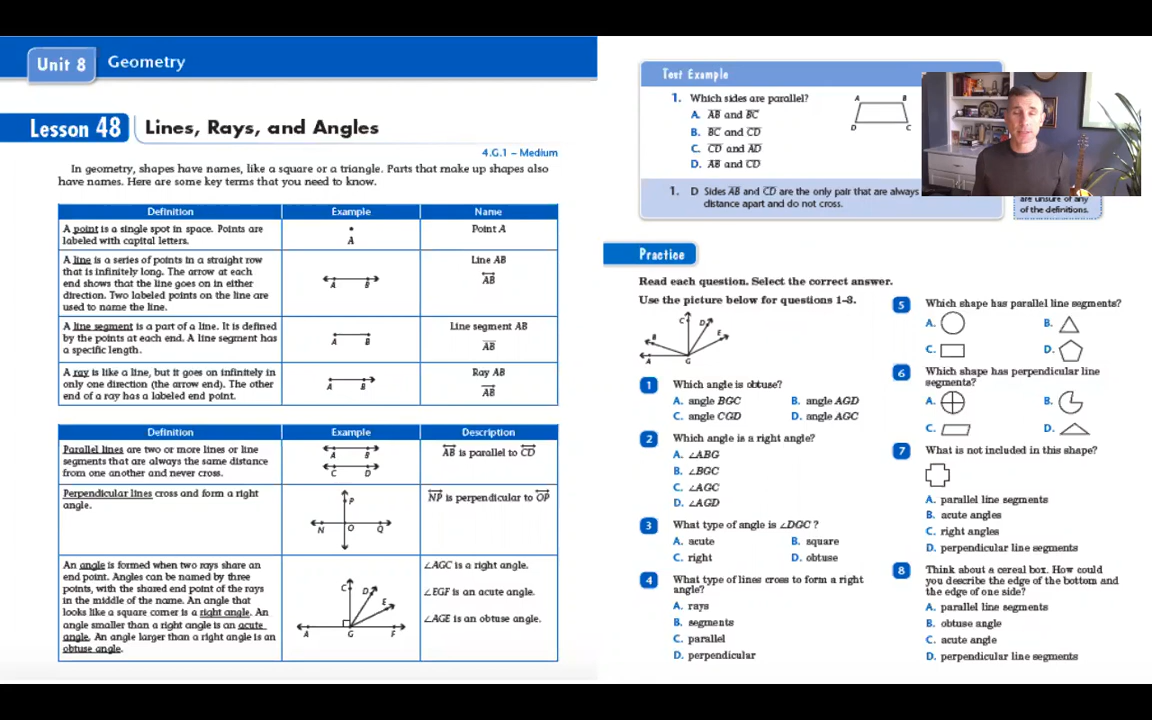 Unit 8
Geometry
Lesson 48
Lines, Rays, and Angles
4.G.1 – Medium
In geometry, shapes have names, like a square or a triangle. Parts that make up shapes also
have names. Here are some key terms that you need to know.
Definition
Example
Name
A point is a single spot in space. Points are
labeled with capital letters.
A
Point A
A line is a series of points in a straight row
that is infinitely long. The arrow at each
end shows that the line goes on in either
direction. Two labeled points on the line are
used to name the line.
A B
Line AB
AB
A line segment is a part of a line. It is defined
by the points at each end. A line segment has
a specific length.
A B
Line segment AB
AB
A ray is like a line, but it goes on infinitely in
only one direction (the arrow end). The other
end of a ray has a labeled end point.
A B
Ray AB
AB
Definition
Example
Description
Parallel lines are two or more lines or line
segments that are always the same distance
from one another and never cross.
A B
C D
AB is parallel to CD
Perpendicular lines cross and form a right
angle.
P
N O Q
NP is perpendicular to OP
An angle is formed when two rays share an
end point. Angles can be named by three
points, with the shared end point of the rays
in the middle of the name. An angle that
looks like a square corner is a right angle. An
angle smaller than a right angle is an acute
angle. An angle larger than a right angle is an
obtuse angle.
C D E
A G F
∠AGC is a right angle.
∠EGF is an acute angle.
∠AGE is an obtuse angle.
Test Example
1. Which sides are parallel?
A. AB and BC
B. BC and CD
C. CD and AD
D. AB and CD
A B
D C
1. D Sides AB and CD are the only pair that are always
distance apart and do not cross.
are unsure of any
of the definitions.
Practice
Read each question. Select the correct answer.
Use the picture below for questions 1–3.
C D E
B
A G
1 Which angle is obtuse?
A. angle BGC B. angle AGD
C. angle CGD D. angle AGC
2 Which angle is a right angle?
A. ∠ABG
B. ∠BGC
C. ∠AGC
D. ∠AGD
3 What type of angle is ∠DGC?
A. acute B. square
C. right D. obtuse
4 What type of lines cross to form a right
angle?
A. rays
B. segments
C. parallel
D. perpendicular
5 Which shape has parallel line segments?
A. B.
C. D.
6 Which shape has perpendicular line
segments?
A. B.
C. D.
7 What is not included in this shape?
A. parallel line segments
B. acute angles
C. right angles
D. perpendicular line segments
8 Think about a cereal box. How could
you describe the edge of the bottom and
the edge of one side?
A. parallel line segments
B. obtuse angle
C. acute angle
D. perpendicular line segments